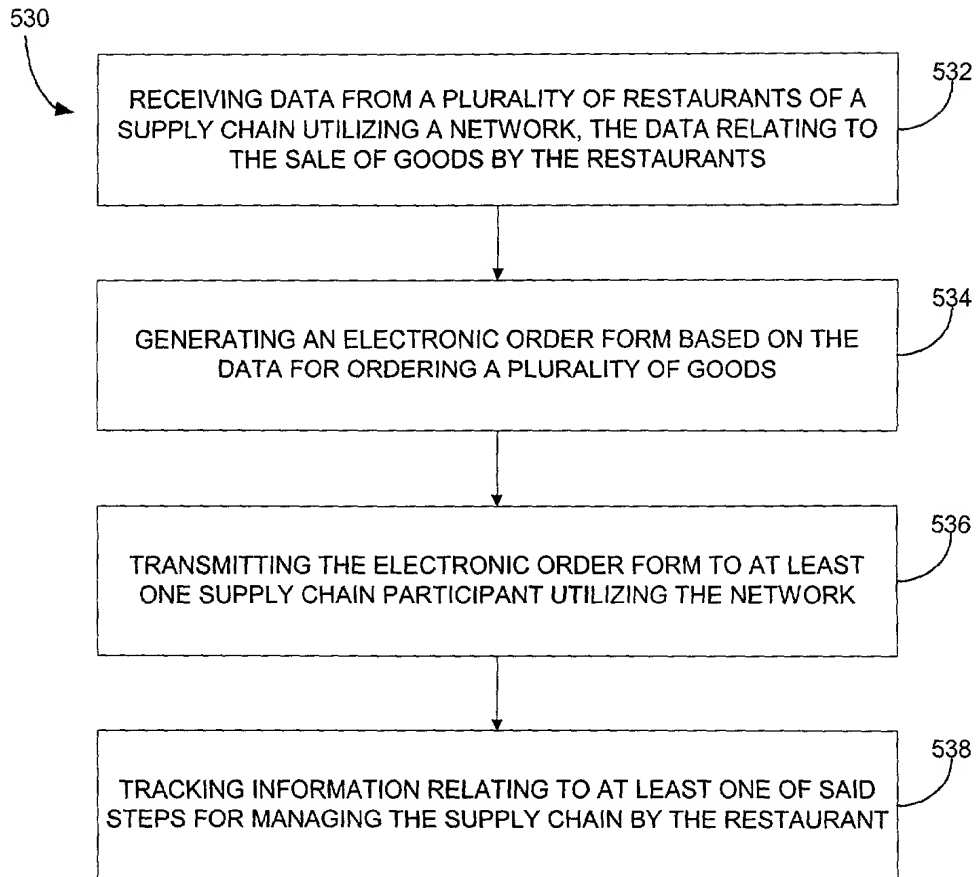 530
532
RECEIVING DATA FROM A PLURALITY OF RESTAURANTS OF A
SUPPLY CHAIN UTILIZING A NETWORK, THE DATA RELATING TO
THE SALE OF GOODS BY THE RESTAURANTS
534
GENERATING AN ELECTRONIC ORDER FORM BASED ON THE
DATA FOR ORDERING A PLURALITY OF GOODS
536
TRANSMITTING THE ELECTRONIC ORDER FORM TO AT LEAST
ONE SUPPLY CHAIN PARTICIPANT UTILIZING THE NETWORK
538
TRACKING INFORMATION RELATING TO AT LEAST ONE OF SAID
STEPS FOR MANAGING THE SUPPLY CHAIN BY THE RESTAURANT